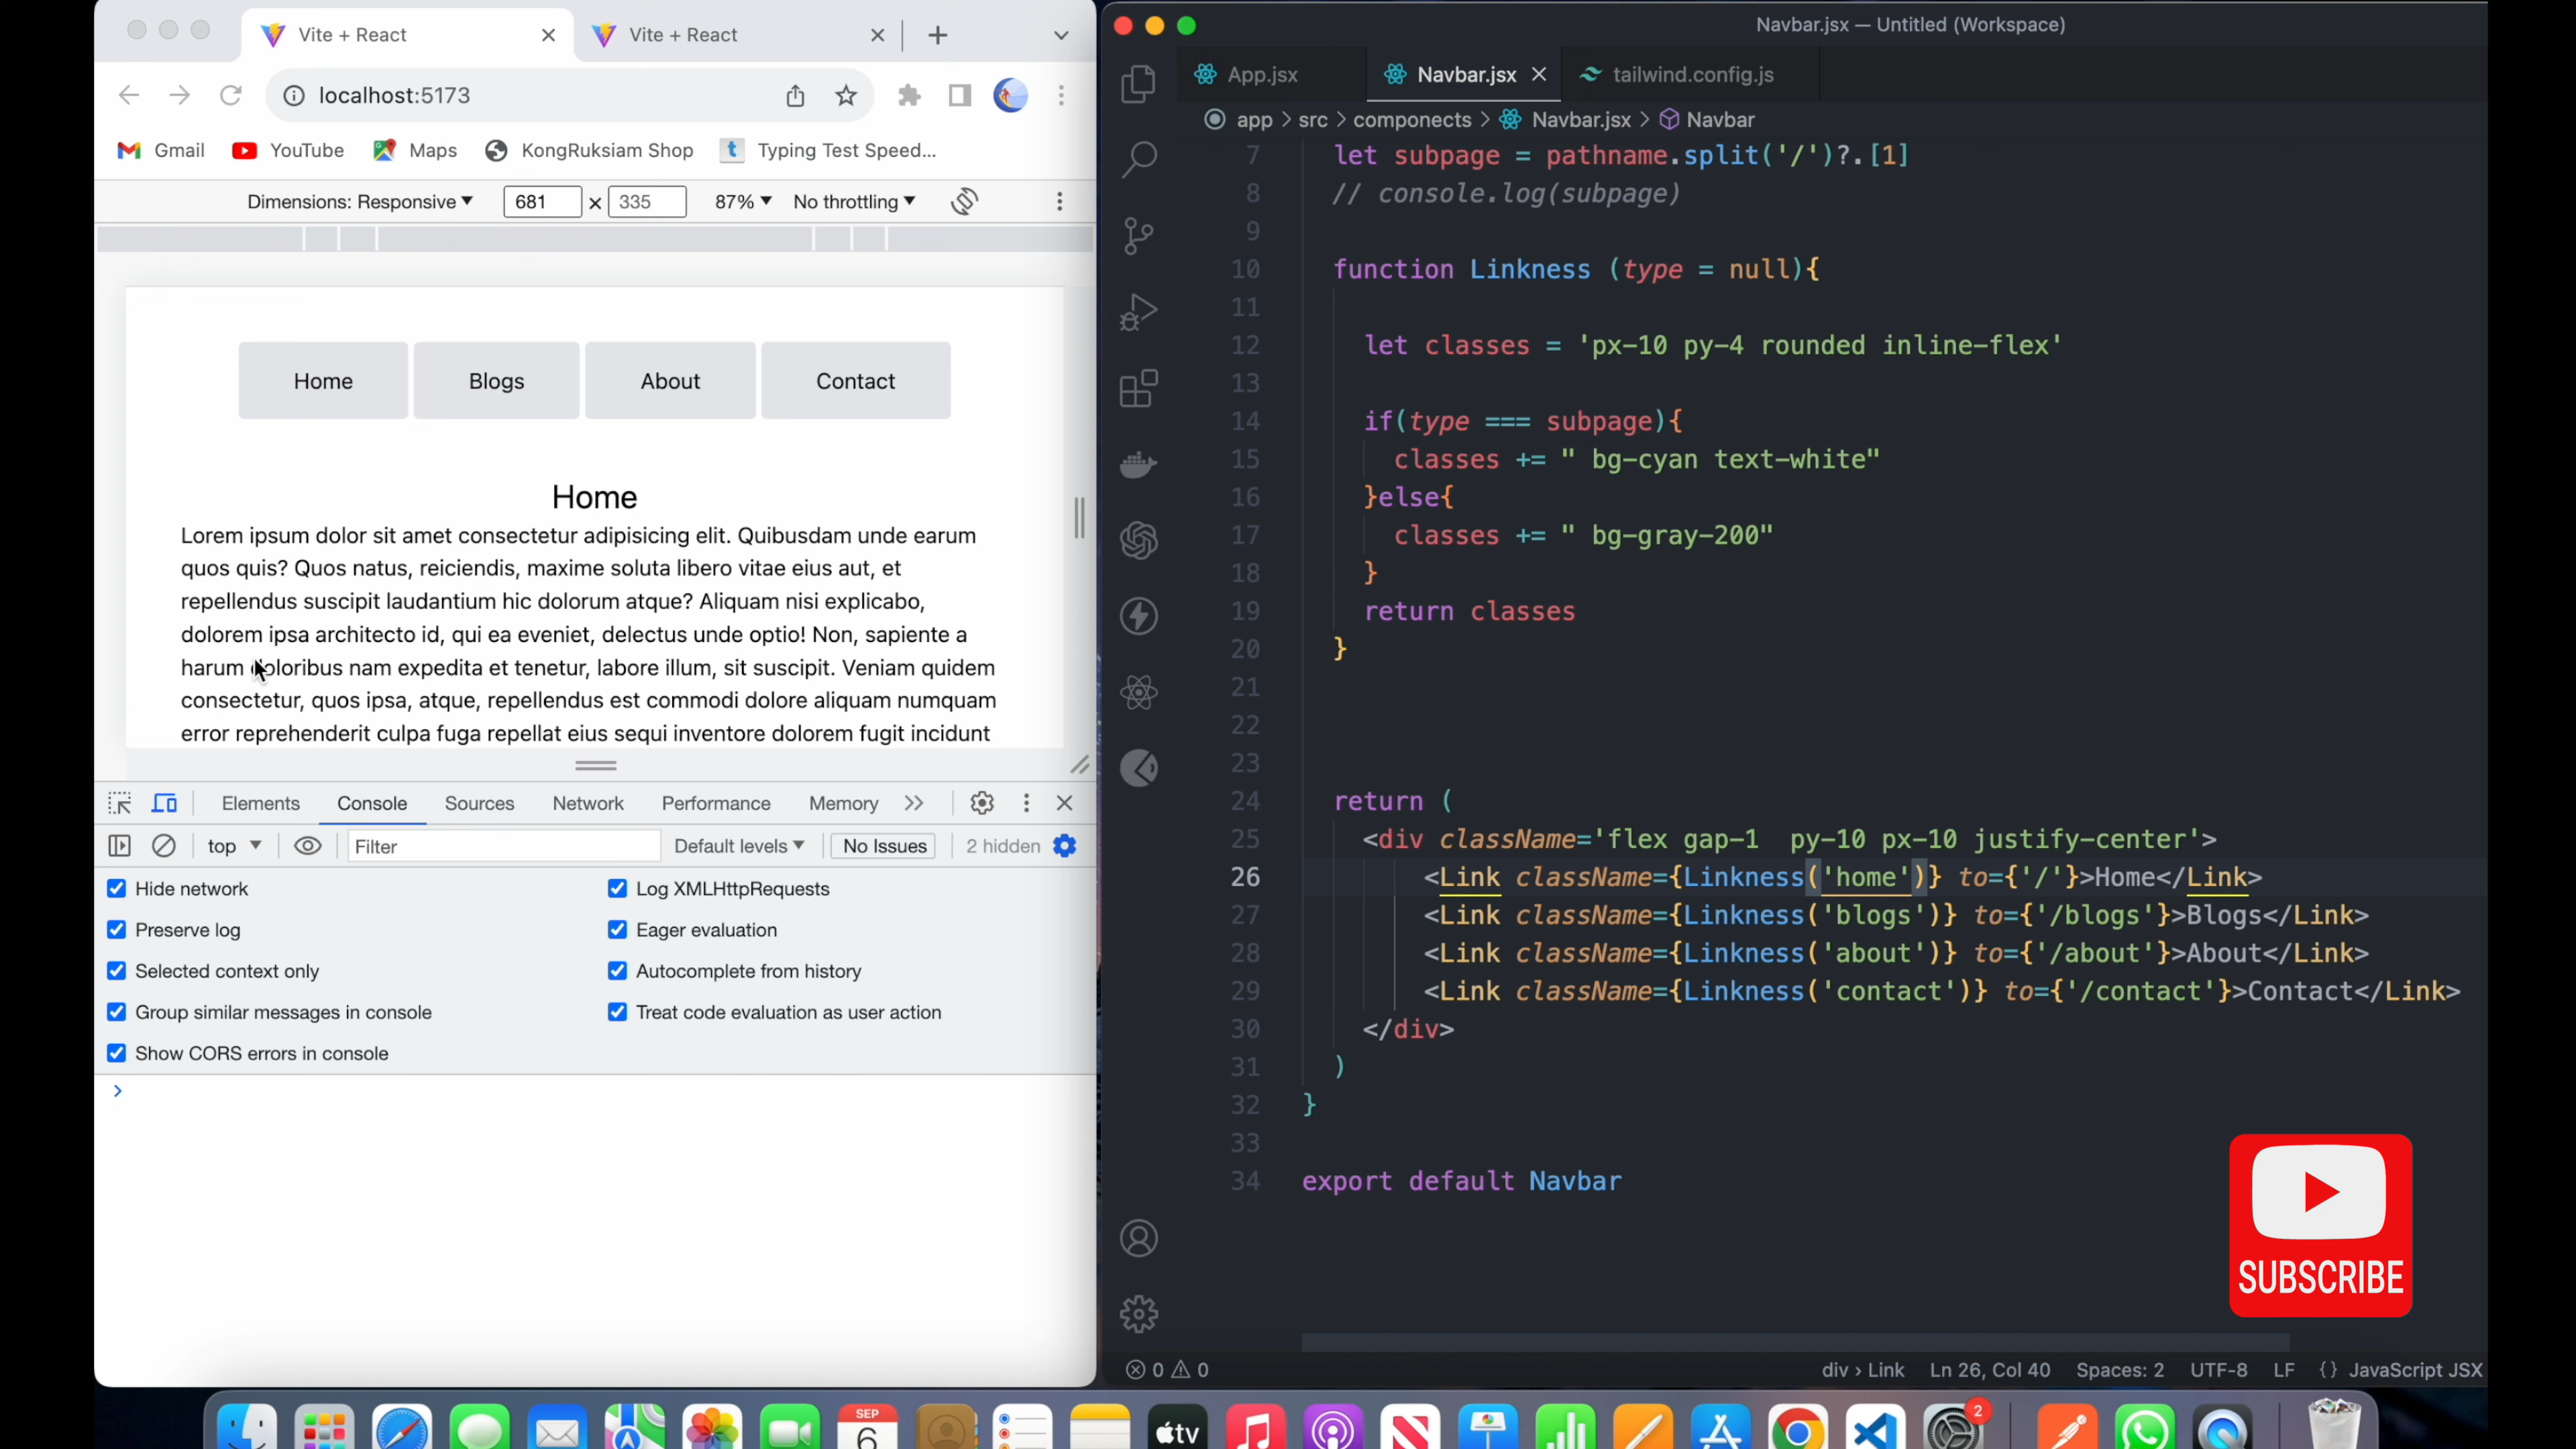 Vite + React
Vite + React
localhost:5173
Gmail
YouTube
Maps
KongRuksiam Shop
Typing Test Speed...
Dimensions: Responsive
681 × 335
87%
No throttling
Home
Blogs
About
Contact
Home
Lorem ipsum dolor sit amet consectetur adipisicing elit. Quibusdam unde earum
quos quis? Quos natus, reiciendis, maxime soluta libero vitae eius aut, et
repellendus suscipit laudantium hic dolorum atque? Aliquam nisi explicabo,
dolorem ipsa architecto id, qui ea eveniet, delectus unde optio! Non, sapiente a
harum doloribus nam expedita et tenetur, labore illum, sit suscipit. Veniam quidem
consectetur, quos ipsa, atque, repellendus est commodi dolore aliquam numquam
error reprehenderit culpa fuga repellat eius sequi inventore dolorem fugit incidunt
Elements
Console
Sources
Network
Performance
Memory
top
Filter
Default levels
No Issues
2 hidden
Hide network
Log XMLHttpRequests
Preserve log
Eager evaluation
Selected context only
Autocomplete from history
Group similar messages in console
Treat code evaluation as user action
Show CORS errors in console
Navbar.jsx — Untitled (Workspace)
App.jsx
Navbar.jsx
tailwind.config.js
app > src > componects > Navbar.jsx > Navbar
7 let subpage = pathname.split('/')?.[1]
8 // console.log(subpage)
9
10 function Linkness (type = null){
11
12 let classes = 'px-10 py-4 rounded inline-flex'
13
14 if(type === subpage){
15 classes += " bg-cyan text-white"
16 }else{
17 classes += " bg-gray-200"
18 }
19 return classes
20 }
21
22
23
24 return (
25 <div className='flex gap-1  py-10 px-10 justify-center'>
26 <Link className={Linkness('home')} to={'/'}>Home</Link>
27 <Link className={Linkness('blogs')} to={'/blogs'}>Blogs</Link>
28 <Link className={Linkness('about')} to={'/about'}>About</Link>
29 <Link className={Linkness('contact')} to={'/contact'}>Contact</Link>
30 </div>
31 )
32 }
33
34 export default Navbar
SUBSCRIBE
0 0
div > Link
Ln 26, Col 40
Spaces: 2
UTF-8
LF
{} JavaScript JSX
SEP
6
tv
2